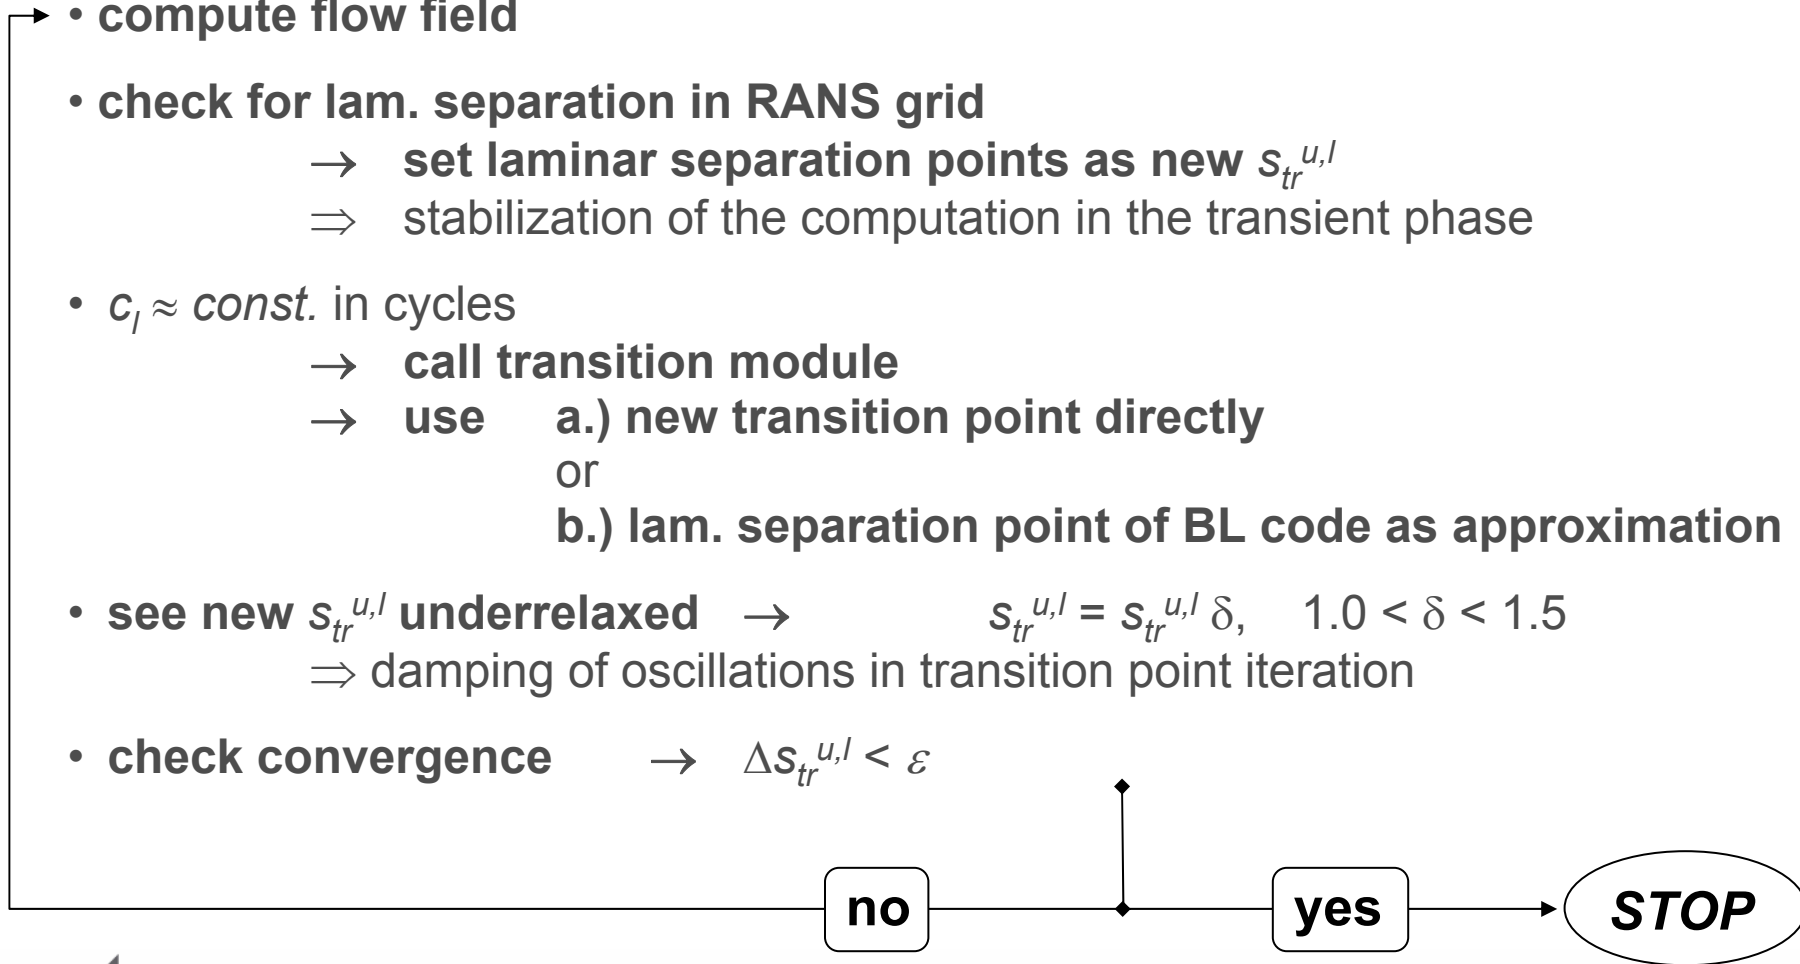 • compute flow field
• check for lam. separation in RANS grid
→ set laminar separation points as new s_tr^u,l
⇒ stabilization of the computation in the transient phase
• c_l ≈ const. in cycles
→ call transition module
→ use a.) new transition point directly
or
b.) lam. separation point of BL code as approximation
• see new s_tr^u,l underrelaxed → s_tr^u,l = s_tr^u,l δ, 1.0 < δ < 1.5
⇒ damping of oscillations in transition point iteration
• check convergence → Δs_tr^u,l < ε
no yes STOP